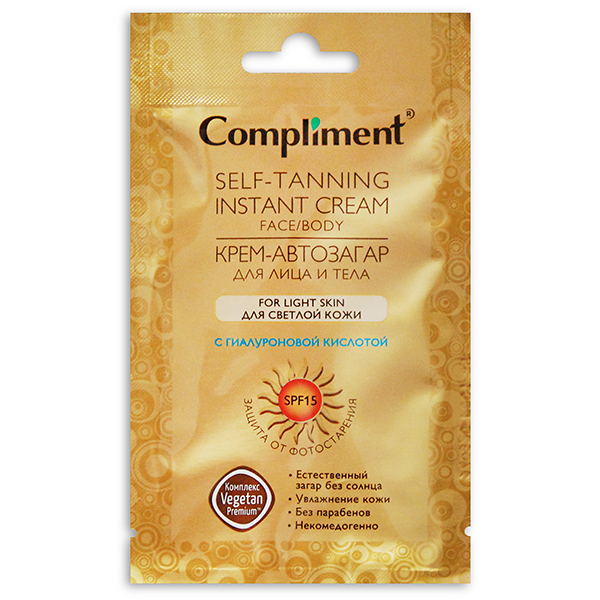 Compliment®
SELF-TANNING
INSTANT CREAM
FACE/BODY
КРЕМ-АВТОЗАГАР
ДЛЯ ЛИЦА И ТЕЛА
FOR LIGHT SKIN
ДЛЯ СВЕТЛОЙ КОЖИ
С ГИАЛУРОНОВОЙ КИСЛОТОЙ
SPF15
ЗАЩИТА ОТ ФОТОСТАРЕНИЯ
Комплекс
Vegetan
Premium™
• Естественный
загар без солнца
• Увлажнение кожи
• Без парабенов
• Некомедогенно